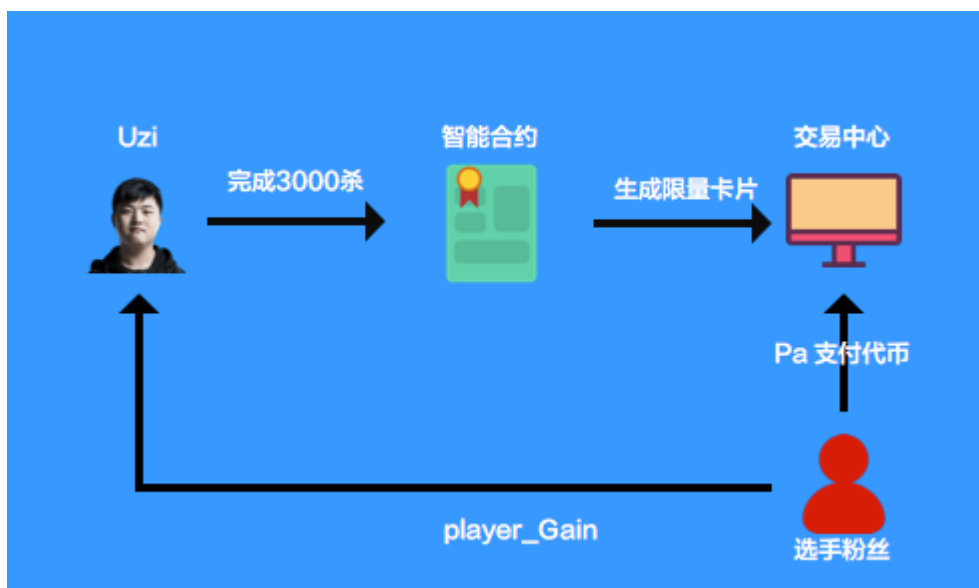 Uzi
智能合约
交易中心
完成3000杀
生成限量卡片
Pa 支付代币
player_Gain
选手粉丝